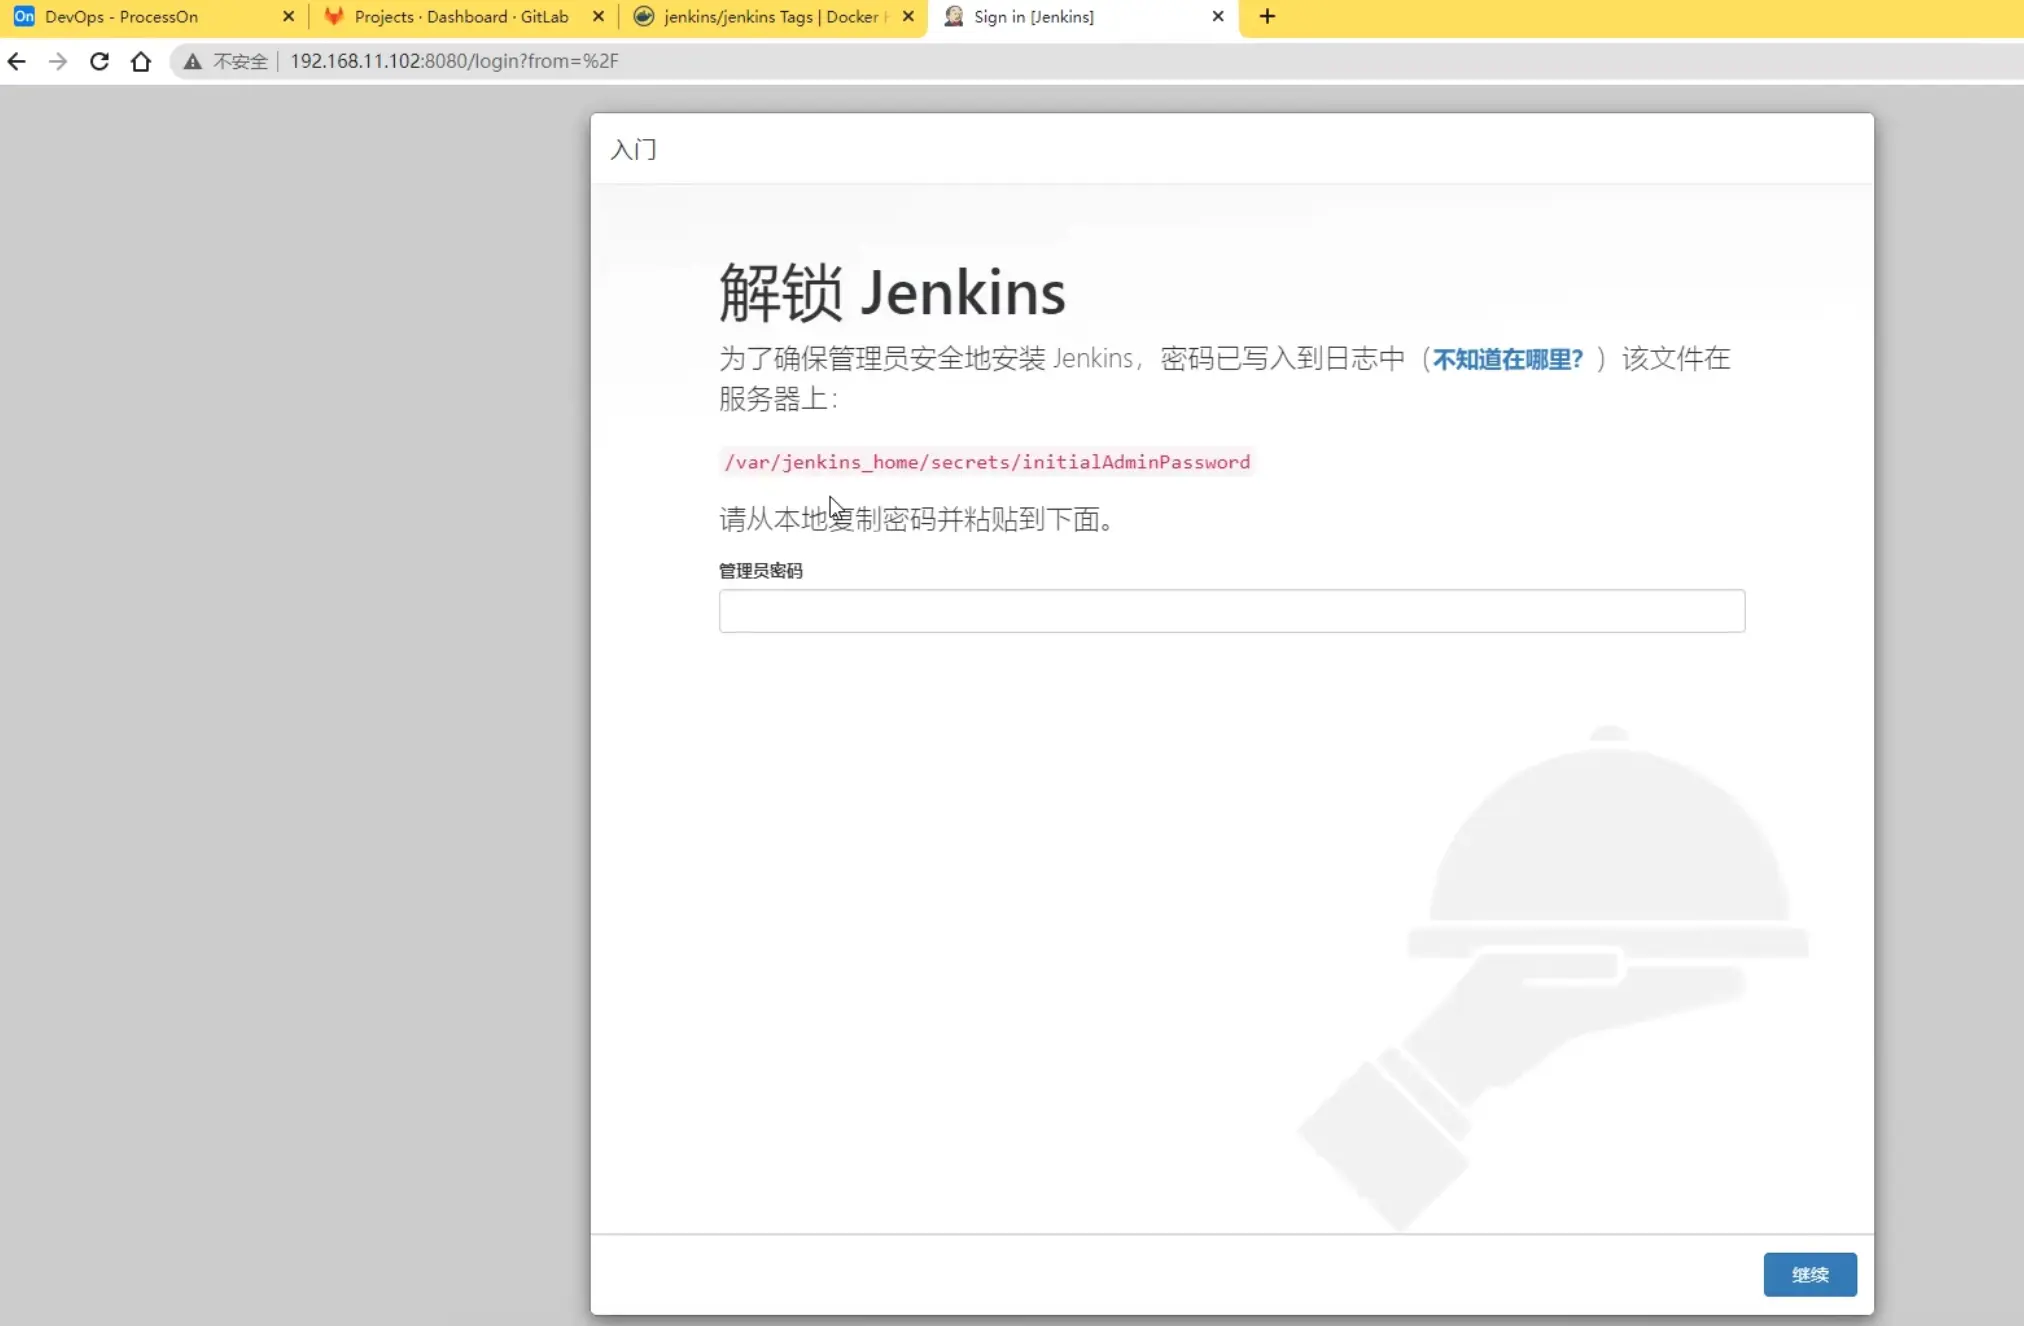 On DevOps - ProcessOn
Projects · Dashboard · GitLab
jenkins/jenkins Tags | Docker
Sign in [Jenkins]
不安全 | 192.168.11.102:8080/login?from=%2F
入门
解锁 Jenkins
为了确保管理员安全地安装 Jenkins，密码已写入到日志中（不知道在哪里？）该文件在
服务器上：
/var/jenkins_home/secrets/initialAdminPassword
请从本地复制密码并粘贴到下面。
管理员密码
继续